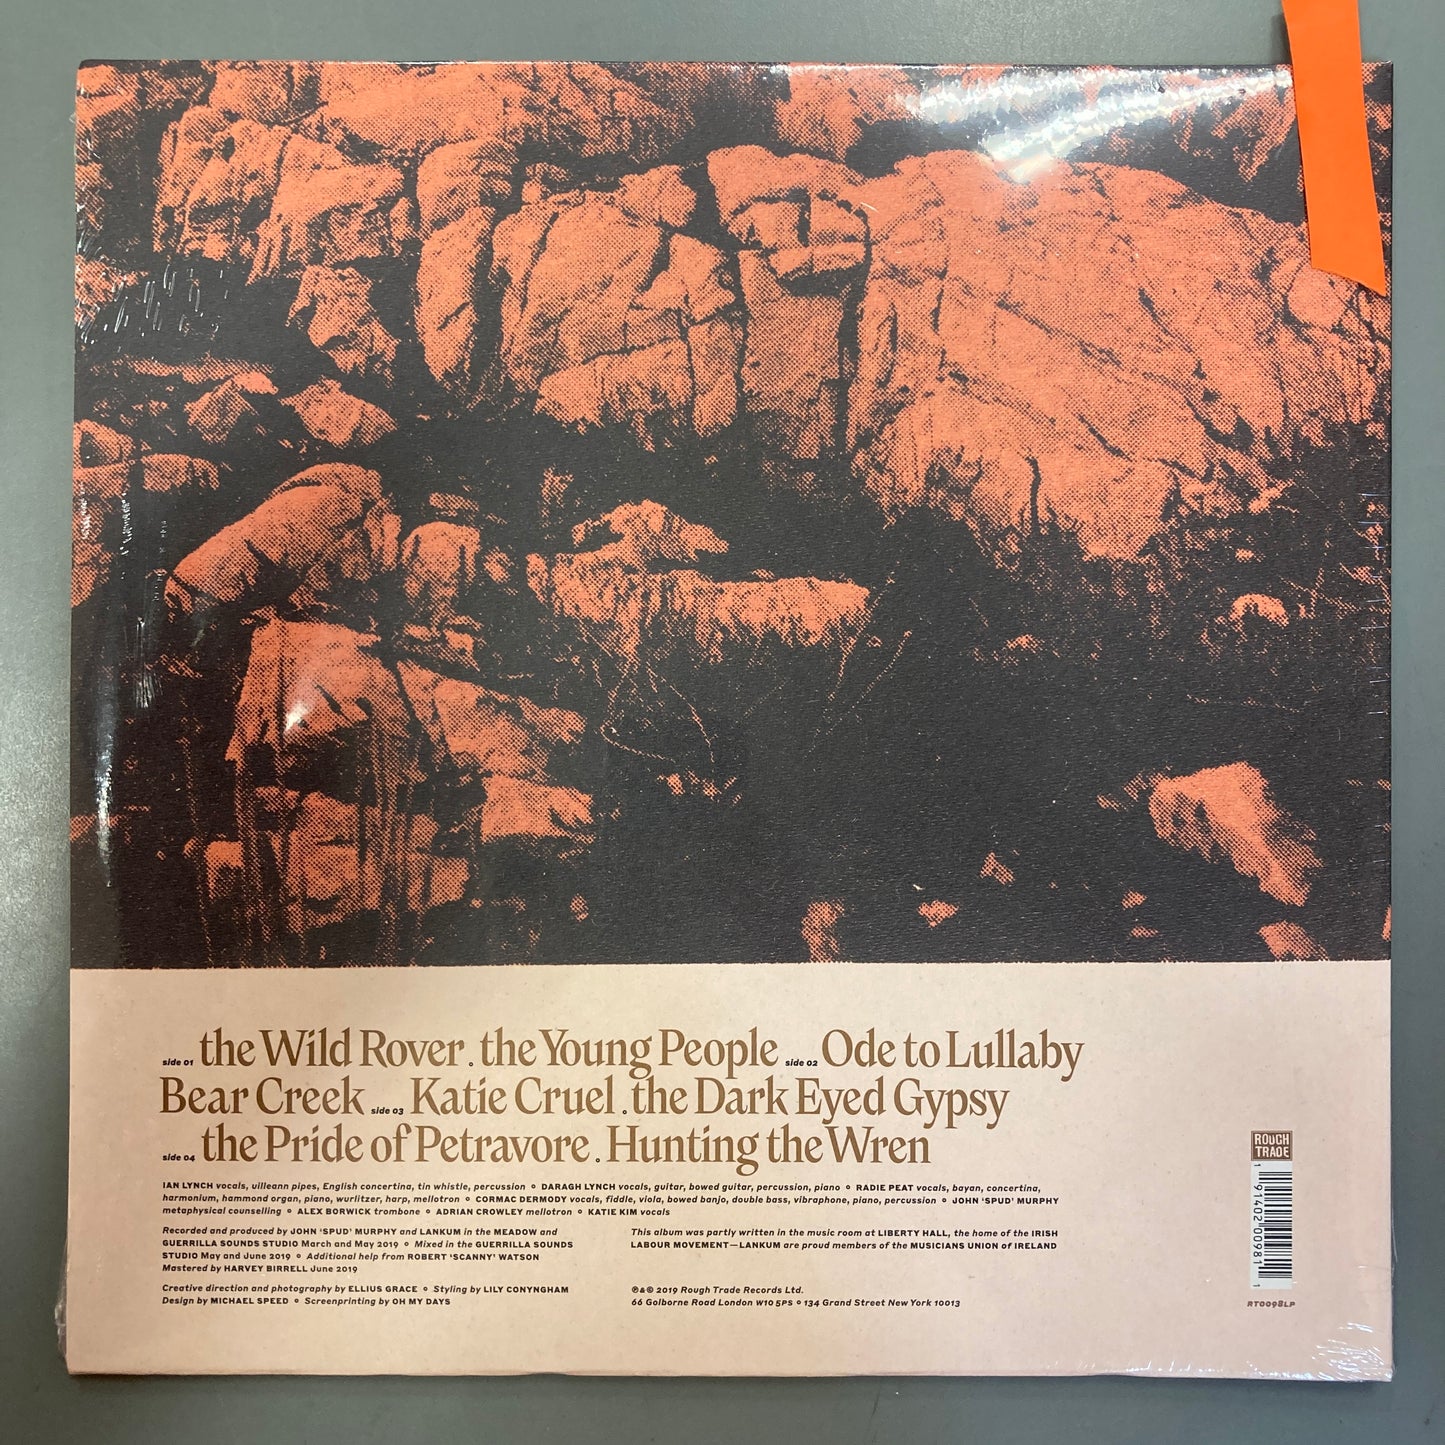 side 01 the Wild Rover . the Young People side 02 Ode to Lullaby
Bear Creek side 03 Katie Cruel . the Dark Eyed Gypsy
side 04 the Pride of Petravore . Hunting the Wren
IAN LYNCH vocals, uilleann pipes, English concertina, tin whistle, percussion ⚬ DARAGH LYNCH vocals, guitar, bowed guitar, percussion, piano ⚬ RADIE PEAT vocals, bayan, concertina,
harmonium, hammond organ, piano, wurlitzer, harp, mellotron ⚬ CORMAC DERMODY vocals, fiddle, viola, bowed banjo, double bass, vibraphone, piano, percussion ⚬ JOHN ‘SPUD’ MURPHY
metaphysical counselling ⚬ ALEX BORWICK trombone ⚬ ADRIAN CROWLEY mellotron ⚬ KATIE KIM vocals
Recorded and produced by JOHN ‘SPUD’ MURPHY and LANKUM in the MEADOW and
GUERRILLA SOUNDS STUDIO March and May 2019 ⚬ Mixed in the GUERRILLA SOUNDS
STUDIO May and June 2019 ⚬ Additional help from ROBERT ‘SCANNY’ WATSON
Mastered by HARVEY BIRRELL June 2019
Creative direction and photography by ELLIUS GRACE ⚬ Styling by LILY CONYNGHAM
Design by MICHAEL SPEED ⚬ Screenprinting by OH MY DAYS
This album was partly written in the music room at LIBERTY HALL, the home of the IRISH
LABOUR MOVEMENT—LANKUM are proud members of the MUSICIANS UNION of IRELAND
℗&© 2019 Rough Trade Records Ltd.
66 Golborne Road London W10 5PS ⚬ 134 Grand Street New York 10013
ROUGH
TRADE
1 91402 00981 1
RT0098LP